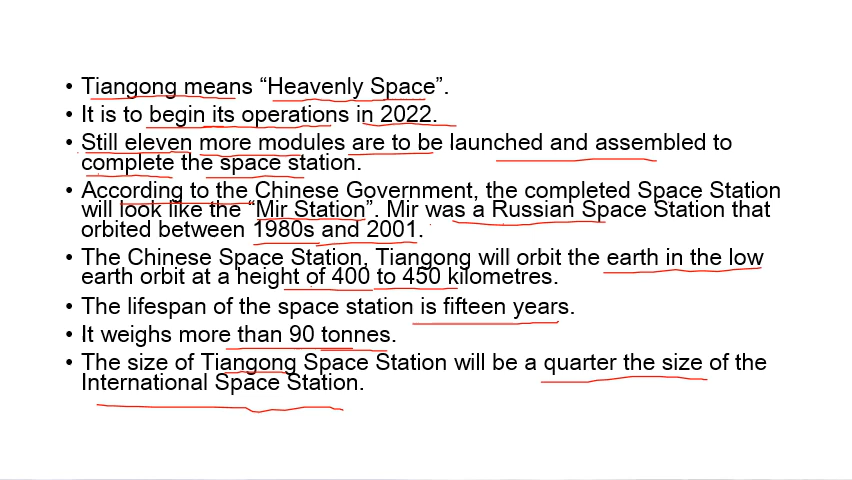 • Tiangong means “Heavenly Space”.
• It is to begin its operations in 2022.
• Still eleven more modules are to be launched and assembled to
complete the space station.
• According to the Chinese Government, the completed Space Station
will look like the “Mir Station”. Mir was a Russian Space Station that
orbited between 1980s and 2001.
• The Chinese Space Station, Tiangong will orbit the earth in the low
earth orbit at a height of 400 to 450 kilometres.
• The lifespan of the space station is fifteen years.
• It weighs more than 90 tonnes.
• The size of Tiangong Space Station will be a quarter the size of the
International Space Station.